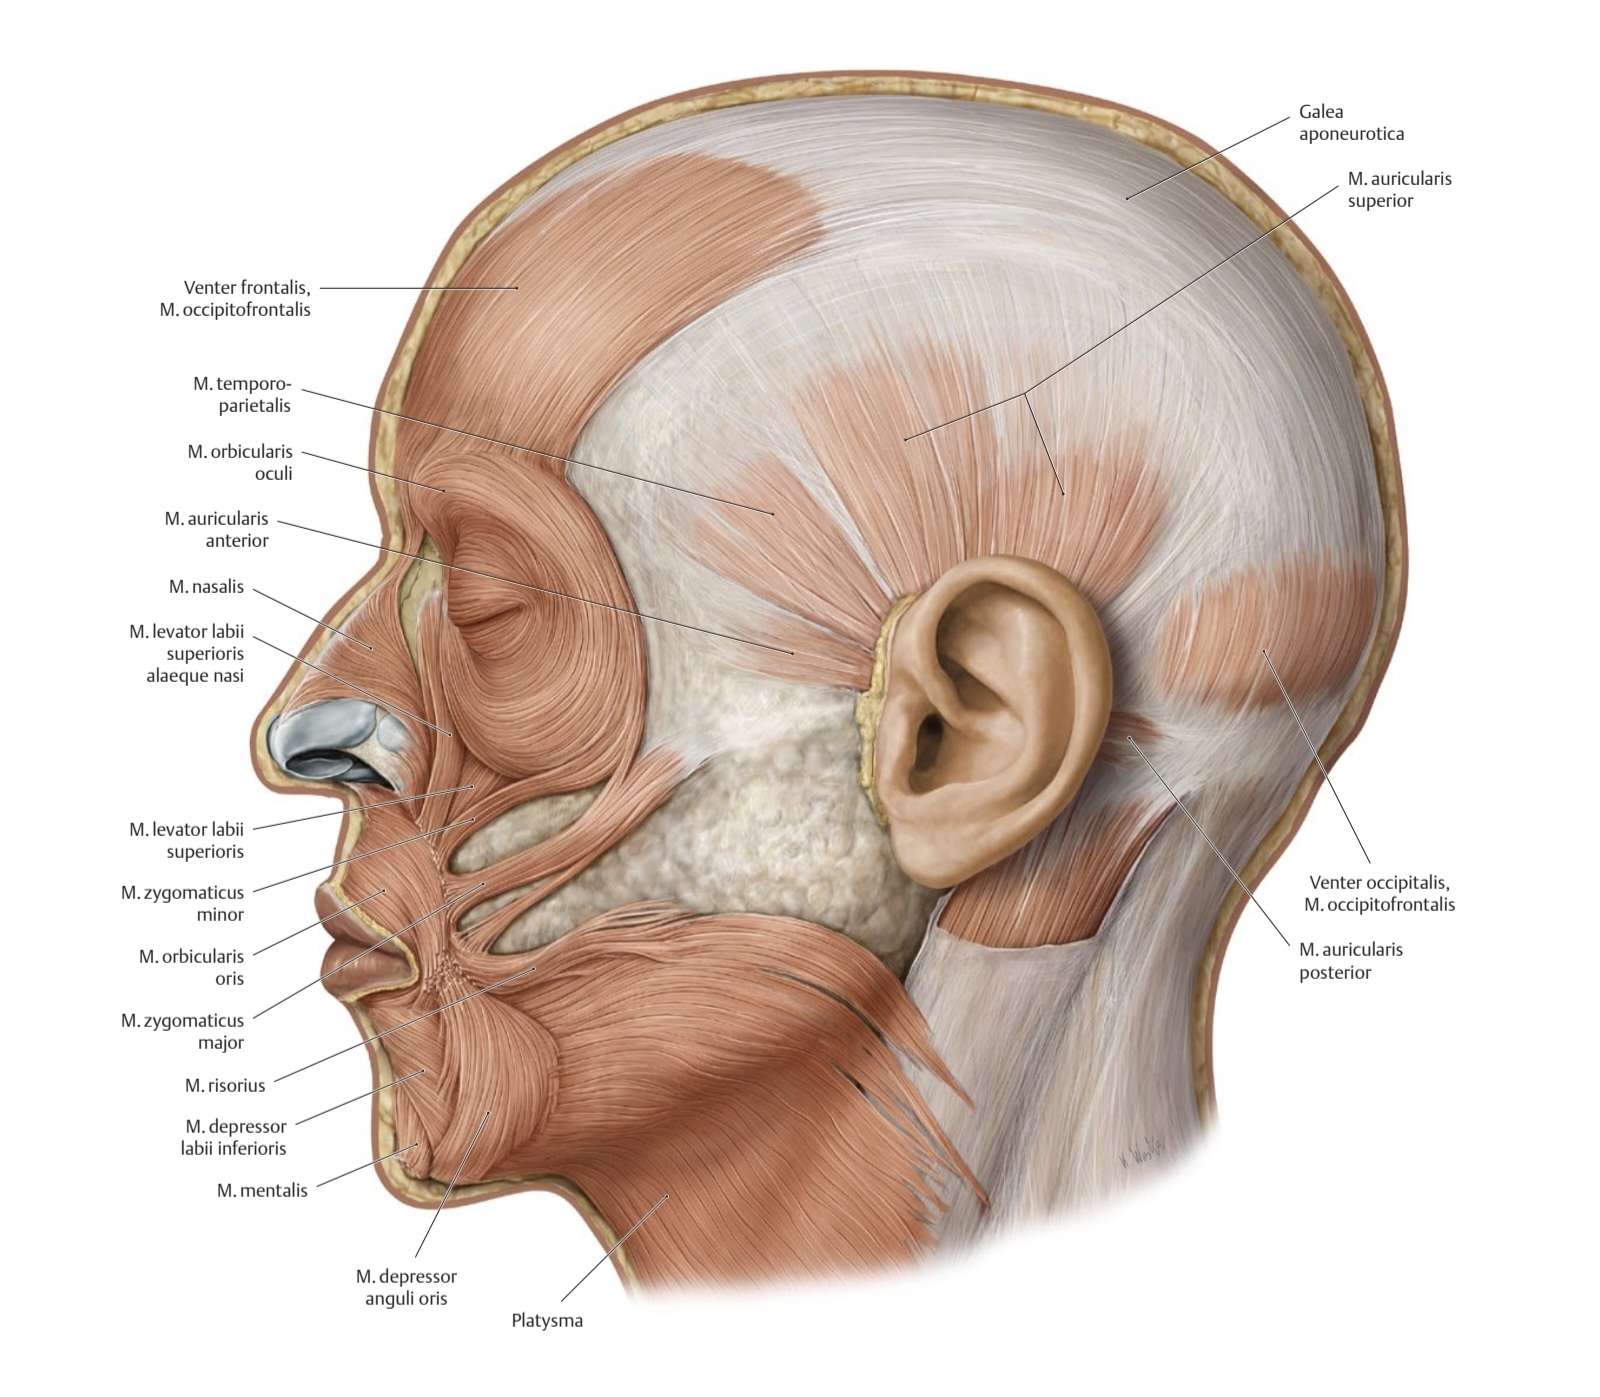 Galea
aponeurotica
M. auricularis
superior
Venter frontalis,
M. occipitofrontalis
M. temporo-
parietalis
M. orbicularis
oculi
M. auricularis
anterior
M. nasalis
M. levator labii
superioris
alaeque nasi
M. levator labii
superioris
M. zygomaticus
minor
M. orbicularis
oris
M. zygomaticus
major
M. risorius
M. depressor
labii inferioris
M. mentalis
M. depressor
anguli oris
Platysma
Venter occipitalis,
M. occipitofrontalis
M. auricularis
posterior